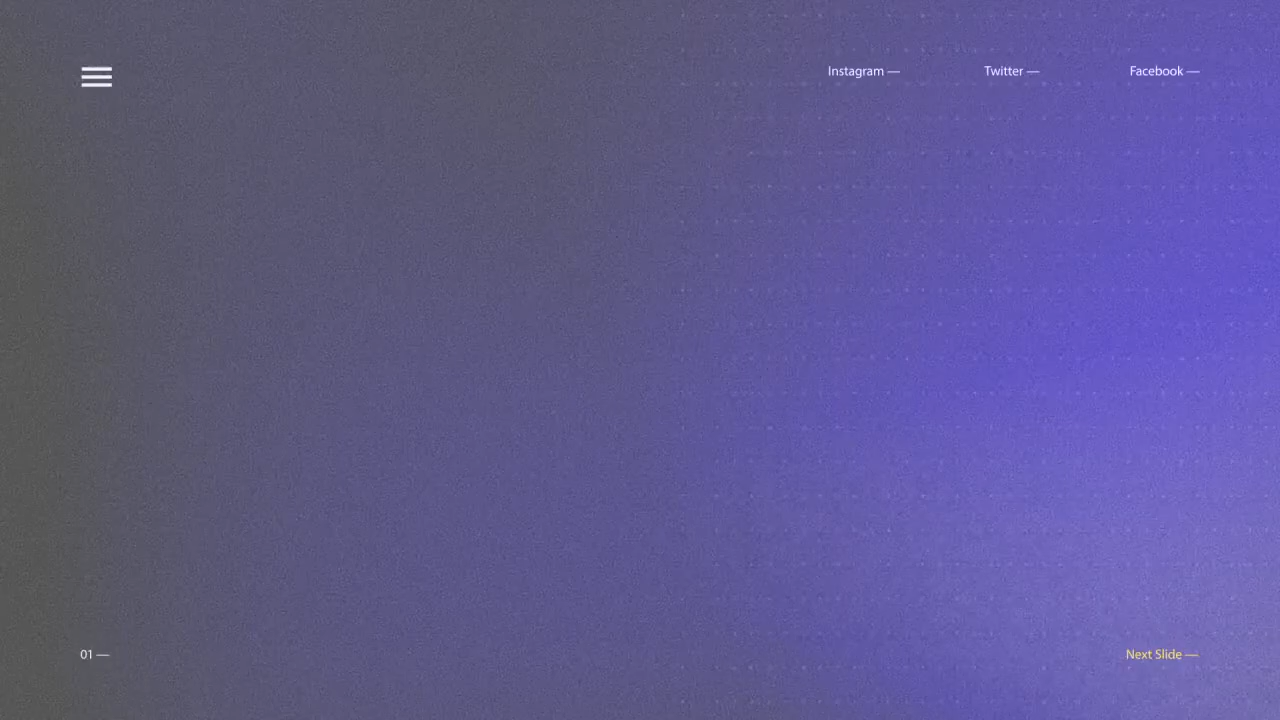 Instagram — Twitter — Facebook —
01 — Next Slide —